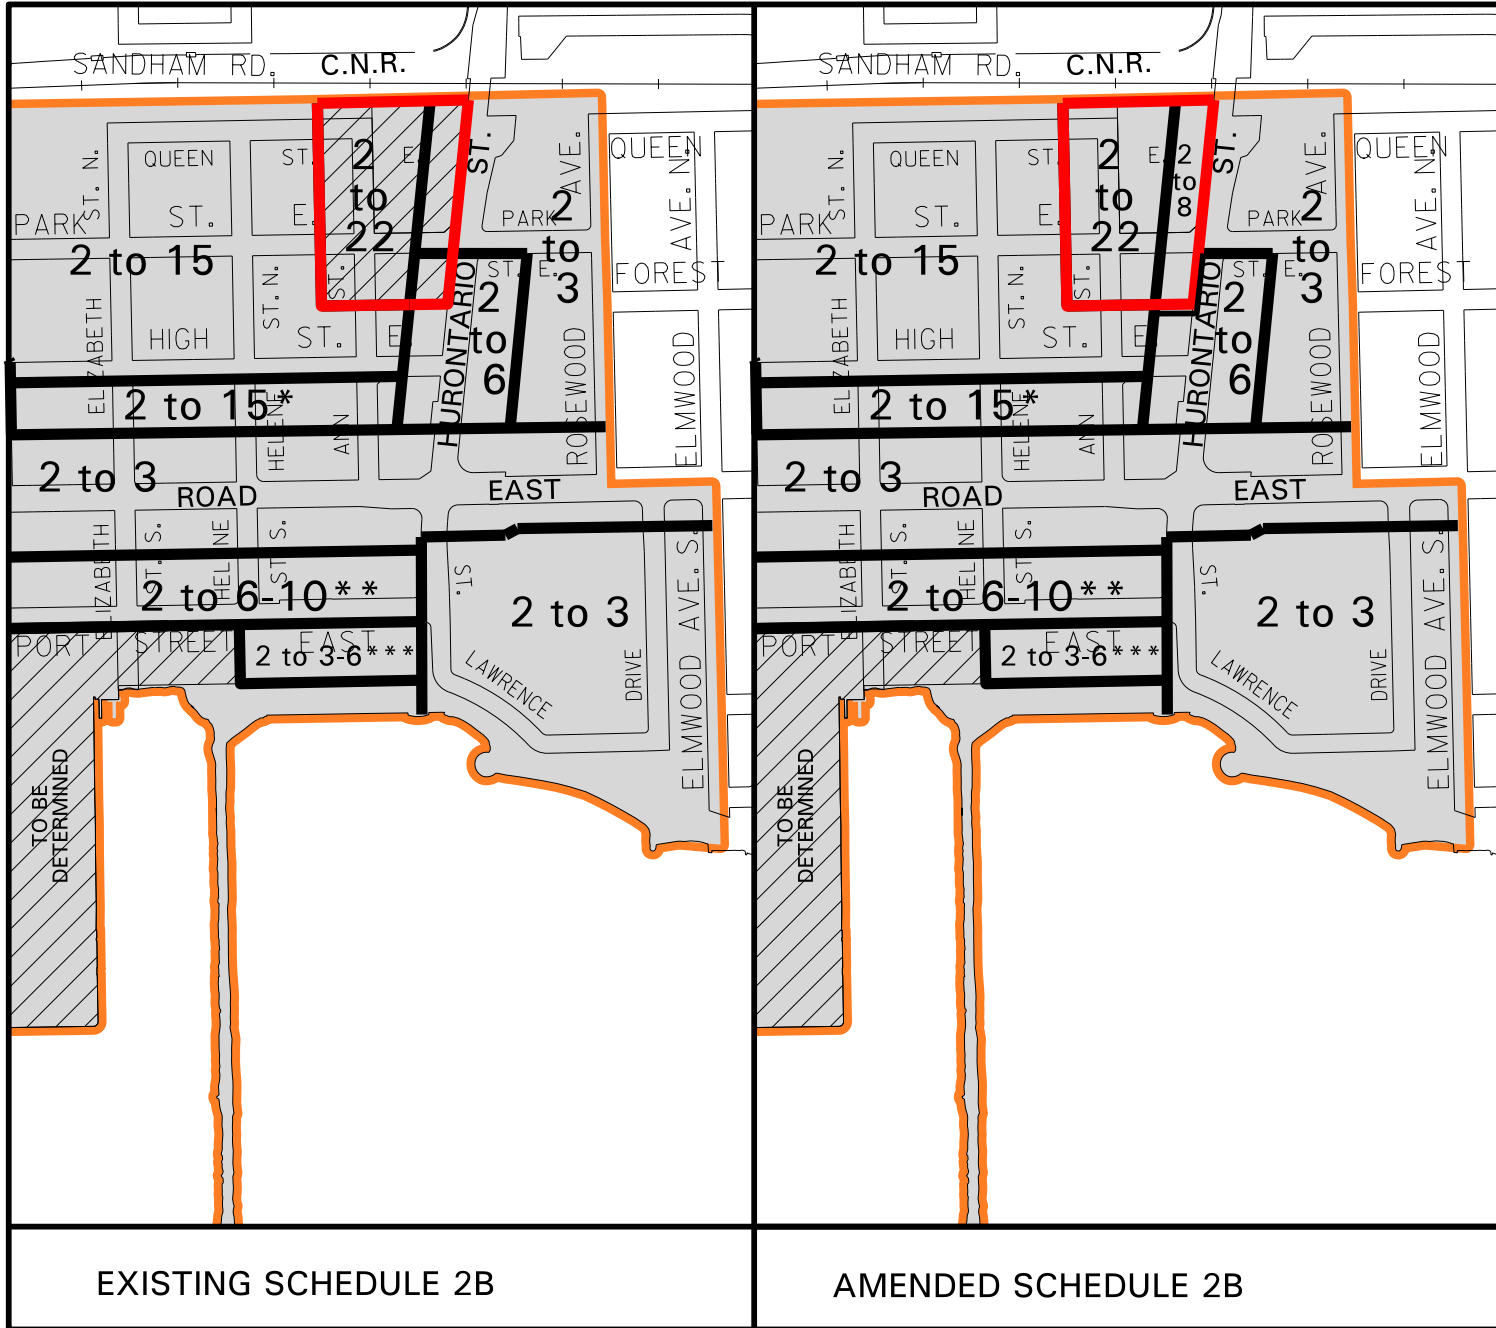 SANDHAM RD. C.N.R.
QUEEN ST. E.
ST. N.
ST.
AVE.
QUEEN
2
to
22
PARK ST. E.
PARK
2
to
3
AVE. N.
2 to 15
ST. E.
FOREST
ELIZABETH
ST. N.
ST.
HURONTARIO
2
to
6
HIGH ST. E.
ROSEWOOD
ELMWOOD
2 to 15*
HELENE
ANN
2 to 3
ROAD EAST
ELIZABETH
ST. S.
HELENE
ST. S.
ST.
2 to 6-10**
2 to 3
ELMWOOD AVE. S.
PORT STREET EAST
2 to 3-6***
LAWRENCE
DRIVE
TO BE
DETERMINED
EXISTING SCHEDULE 2B
SANDHAM RD. C.N.R.
QUEEN ST. E.
ST. N.
ST.
AVE.
QUEEN
2
to
22
2
to
8
PARK ST. E.
PARK
2
to
3
AVE. N.
2 to 15
ST. E.
FOREST
ELIZABETH
ST. N.
ST.
HURONTARIO
2
to
6
HIGH ST. E.
ROSEWOOD
ELMWOOD
2 to 15*
HELENE
ANN
2 to 3
ROAD EAST
ELIZABETH
ST. S.
HELENE
ST. S.
ST.
2 to 6-10**
2 to 3
ELMWOOD AVE. S.
PORT STREET EAST
2 to 3-6***
LAWRENCE
DRIVE
TO BE
DETERMINED
AMENDED SCHEDULE 2B